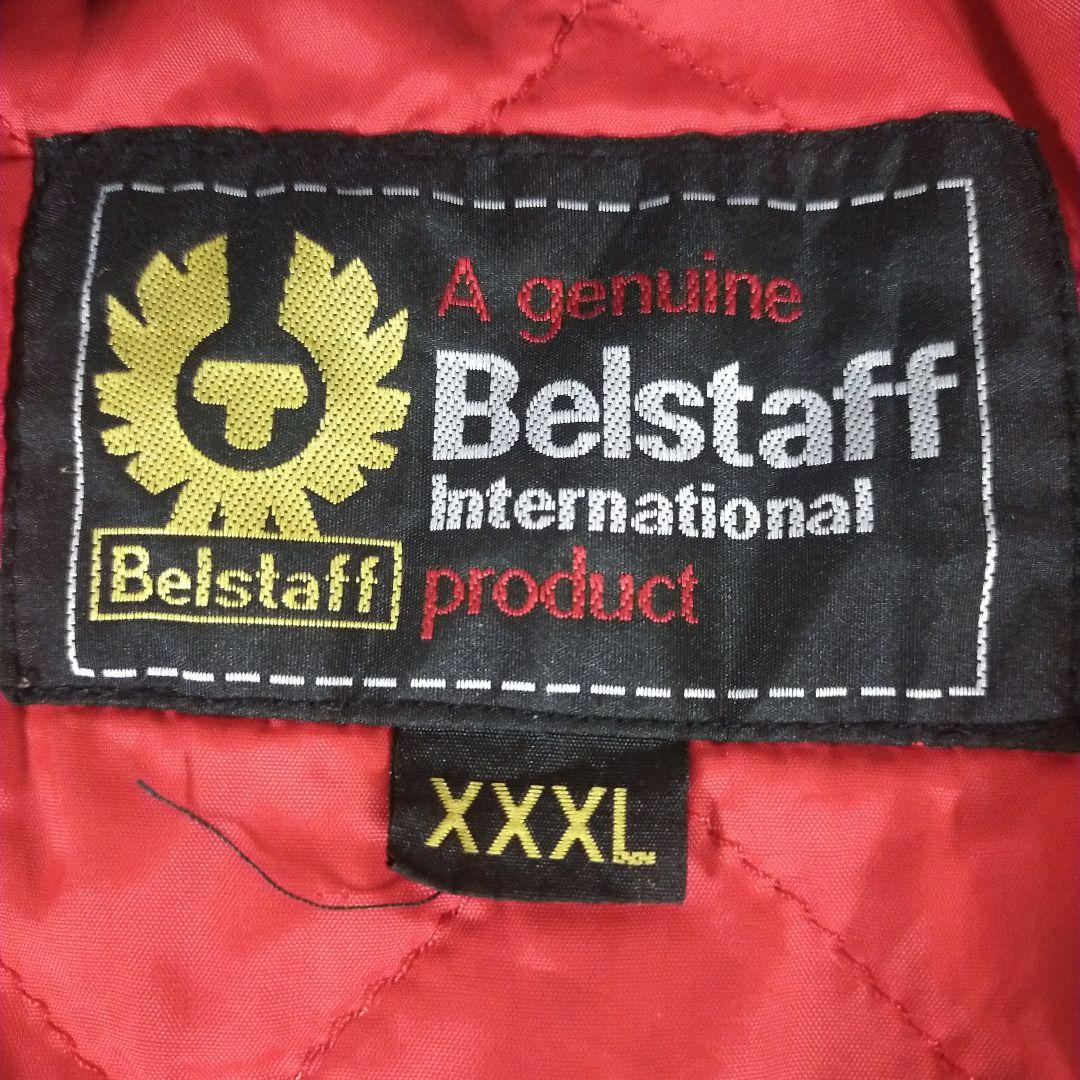 A genuine
Belstaff
International
product
Belstaff
XXXL